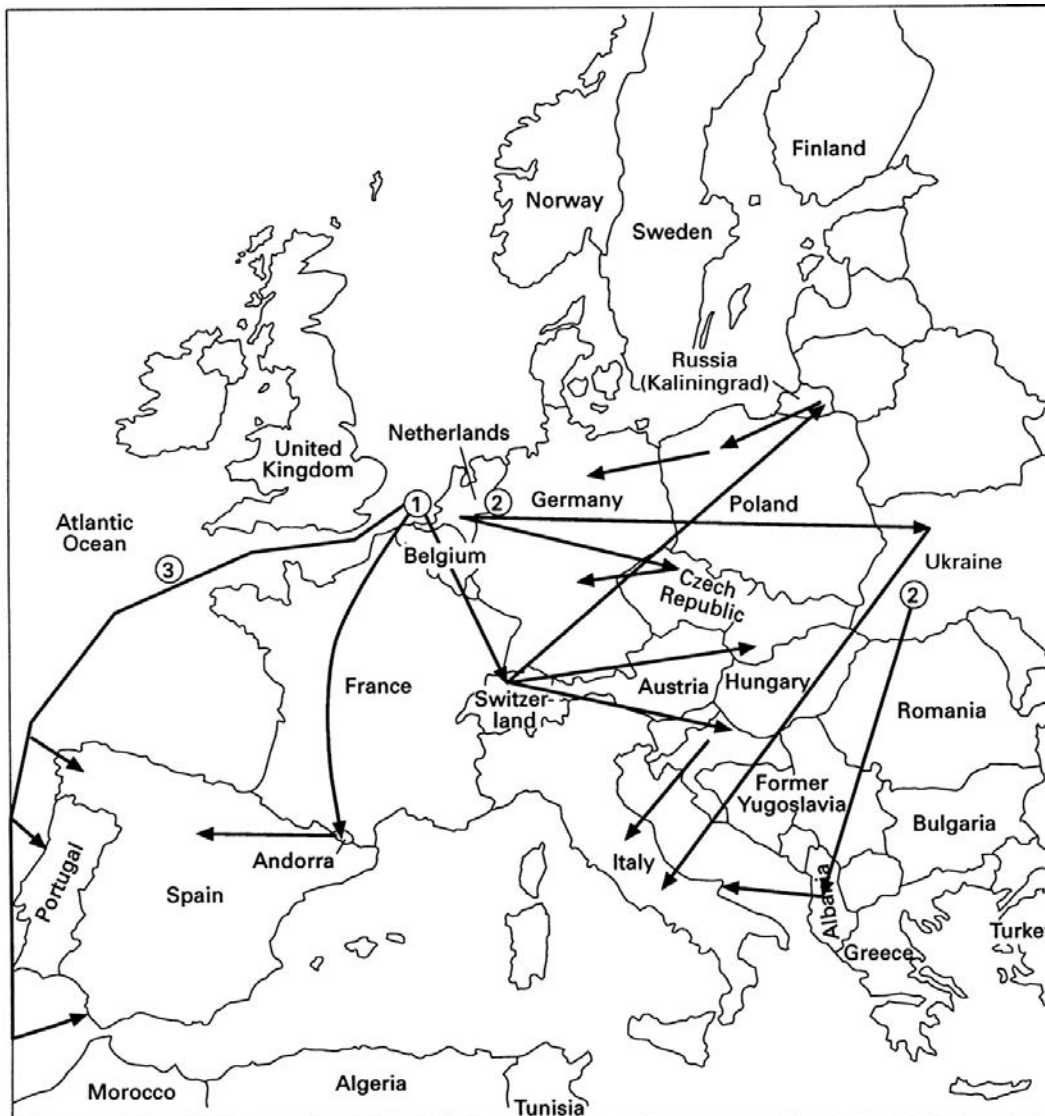 Finland
Norway
Sweden
Russia
(Kaliningrad)
Netherlands
United
Kingdom
1
2
Germany
Poland
Atlantic
Ocean
Belgium
Ukraine
3
Czech
Republic
2
France
Switzer-
land
Austria
Hungary
Romania
Former
Yugoslavia
Bulgaria
Andorra
Italy
Portugal
Spain
Albania
Turke
Greece
Morocco
Algeria
Tunisia